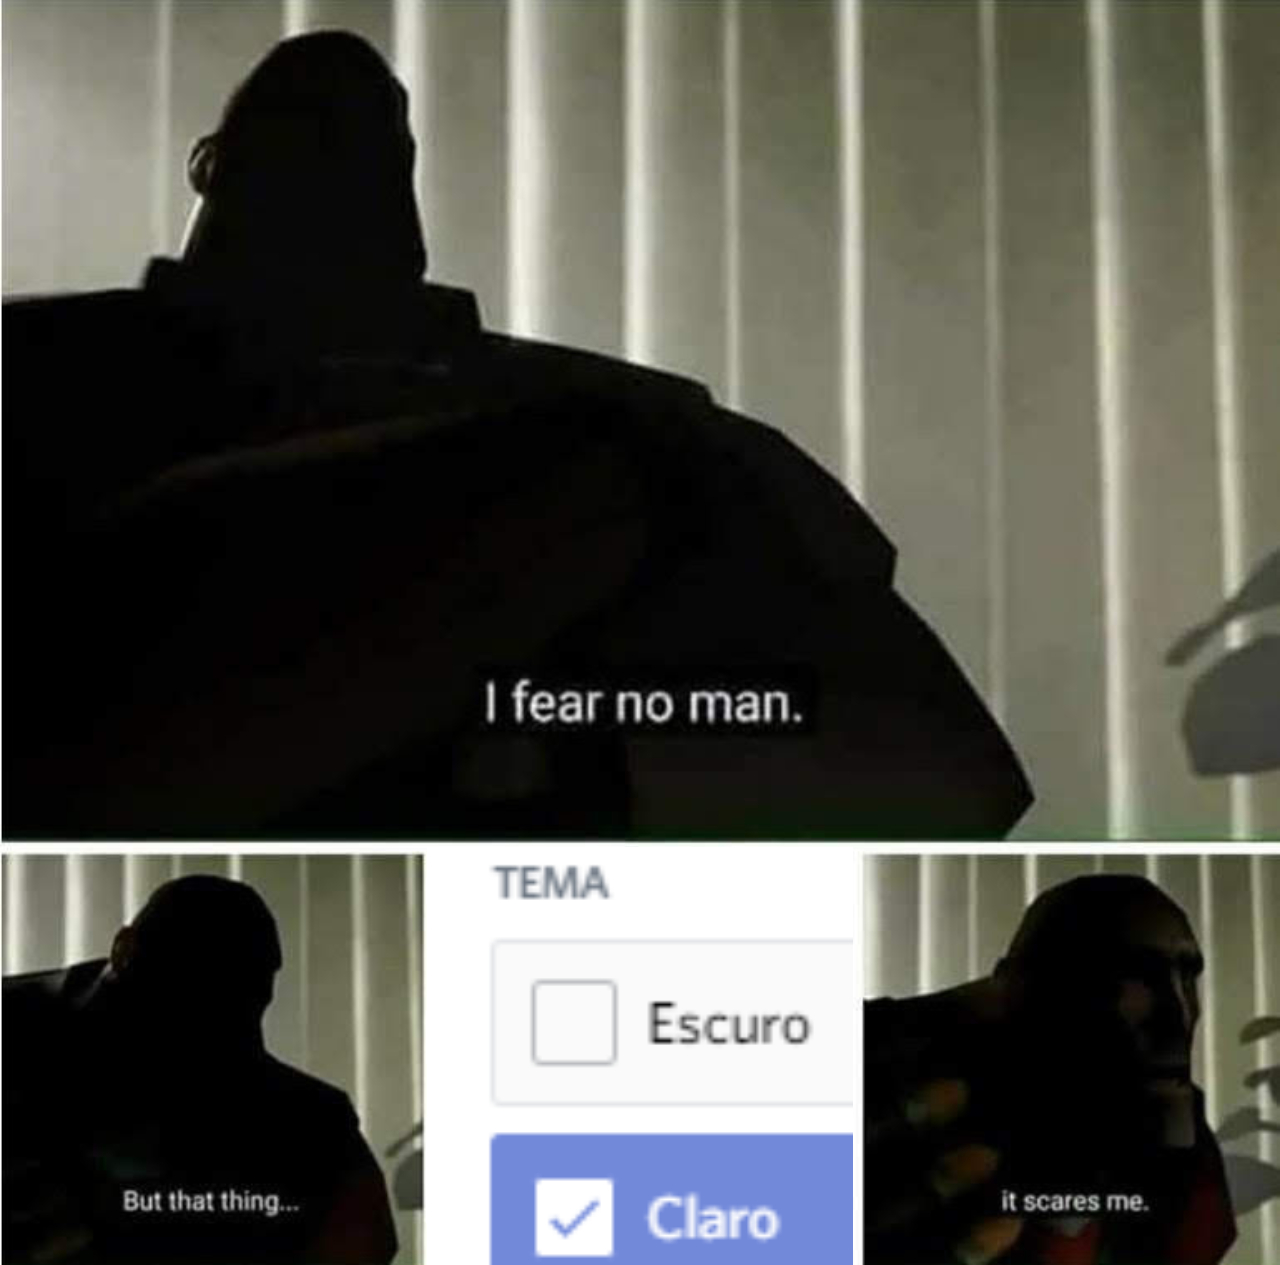 I fear no man.
But that thing...
TEMA
Escuro
Claro
it scares me.